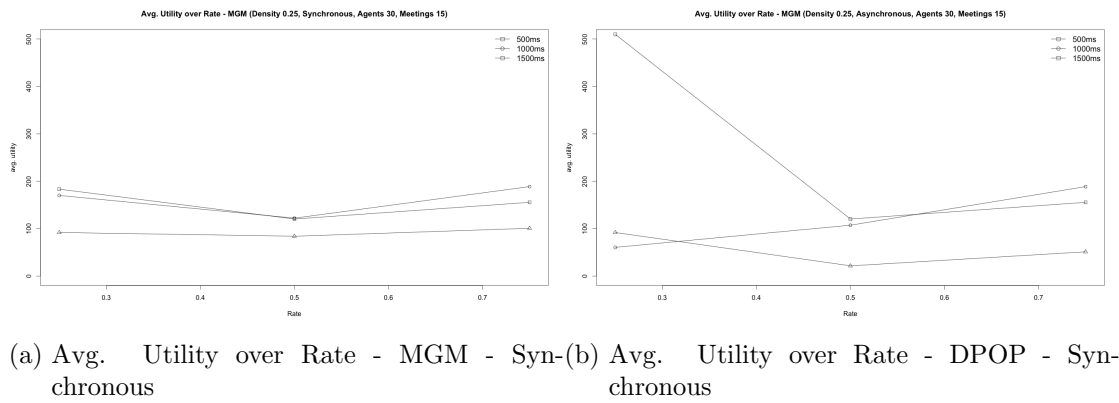 Avg. Utility over Rate - MGM (Density 0.25, Synchronous, Agents 30, Meetings 15)
500
400
300
200
100
0
avg. utility
500ms
1000ms
1500ms
0.3
0.4
0.5
0.6
0.7
Rate
Avg. Utility over Rate - MGM (Density 0.25, Asynchronous, Agents 30, Meetings 15)
500
400
300
200
100
0
avg. utility
500ms
1000ms
1500ms
0.3
0.4
0.5
0.6
0.7
Rate
(a) Avg. Utility over Rate - MGM - Syn-
chronous
(b) Avg. Utility over Rate - DPOP - Syn-
chronous